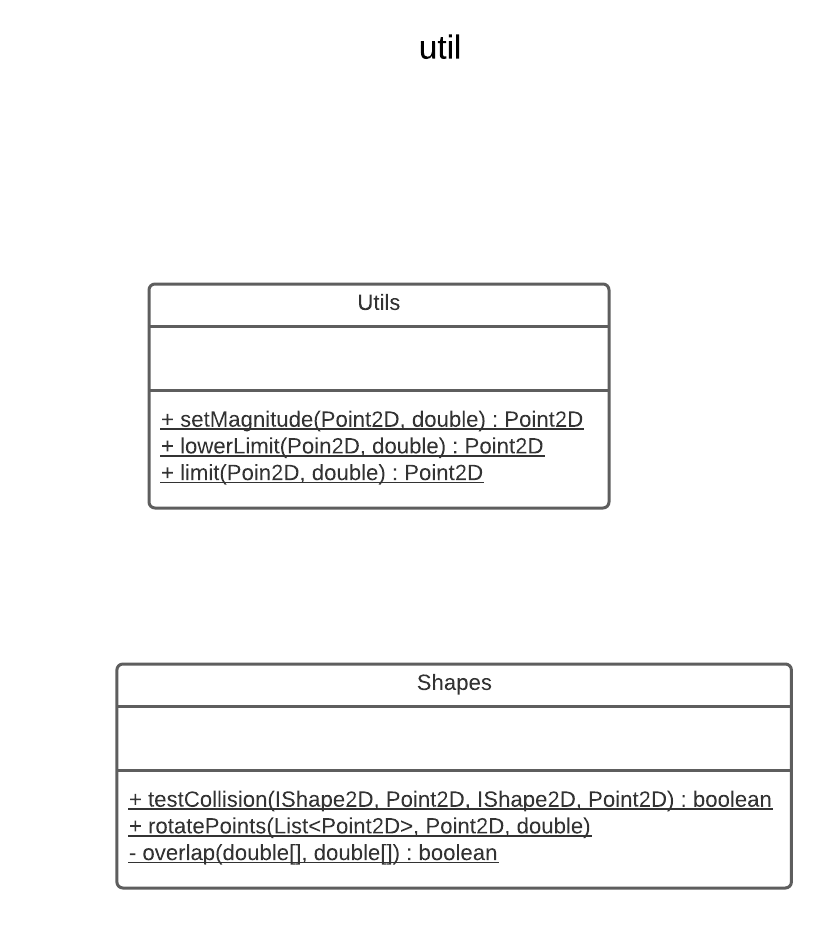 util
Utils
+ setMagnitude(Point2D, double) : Point2D
+ lowerLimit(Poin2D, double) : Point2D
+ limit(Poin2D, double) : Point2D
Shapes
+ testCollision(IShape2D, Point2D, IShape2D, Point2D) : boolean
+ rotatePoints(List<Point2D>, Point2D, double)
- overlap(double[], double[]) : boolean